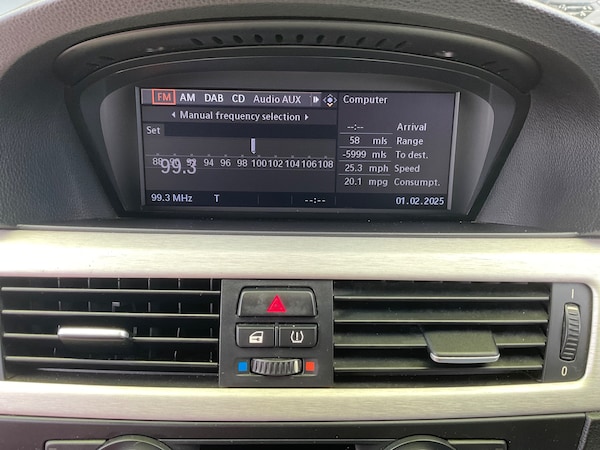 FM AM DAB CD Audio AUX
Computer
Manual frequency selection
Set
--:-- Arrival
58 mls Range
-5999 mls To dest.
25.3 mph Speed
20.1 mpg Consumpt.
88 90 92 94 96 98 100 102 104 106 108
99.3
99.3 MHz T --:-- 01.02.2025
I
0